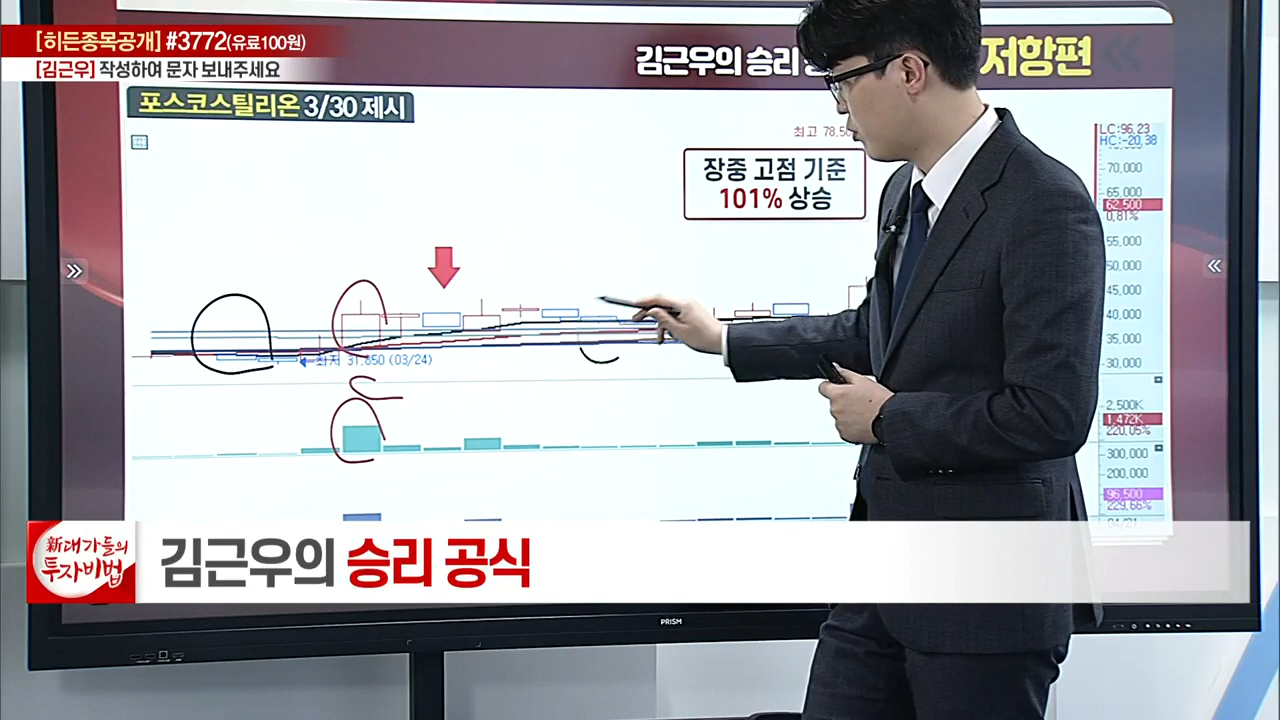 [히든종목공개] #3772(유료100원)
[김근우] 작성하여 문자 보내주세요
김근우의 승리 저항편
포스코스틸리온 3/30 제시
최고 78,50
장중 고점 기준
101% 상승
LC:96.23
HC:-20.38
70,000
65,000
62,500
0.81%
55,000
50,000
45,000
40,000
35,000
30,000
최저 31,850 (03/24)
2,500K
1,472K
220.05%
300,000
200,000
96,500
229.66%
新대가들의
투자비법
김근우의 승리 공식
PRISM